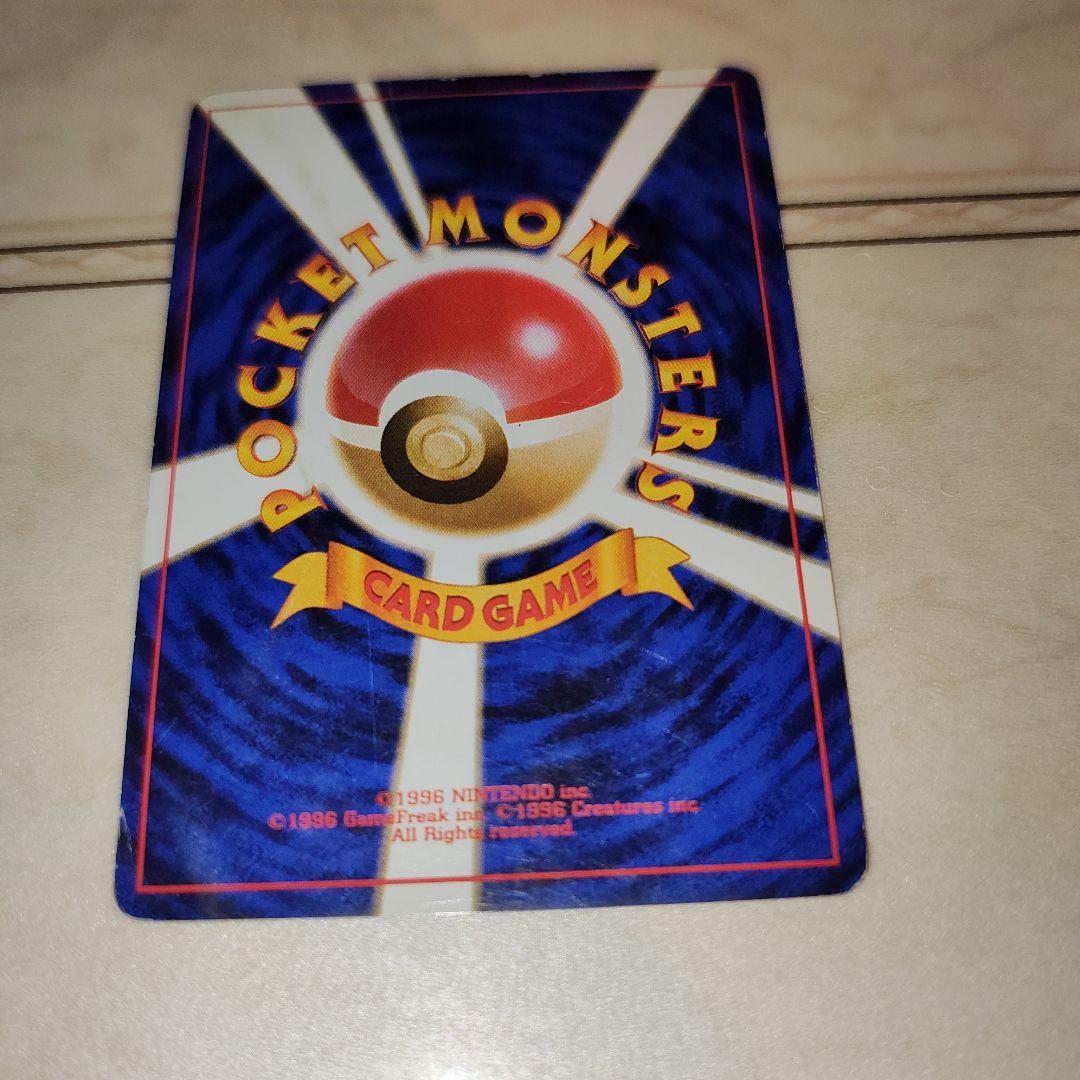 POCKET MONSTERS
CARD GAME
©1996 NINTENDO inc.
©1996 GameFreak inc. ©1996 Creatures inc.
All Rights reserved.